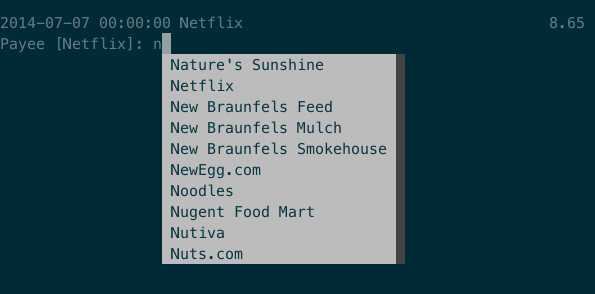 2014-07-07 00:00:00 Netflix 8.65
Payee [Netflix]: n
Nature's Sunshine
Netflix
New Braunfels Feed
New Braunfels Mulch
New Braunfels Smokehouse
NewEgg.com
Noodles
Nugent Food Mart
Nutiva
Nuts.com